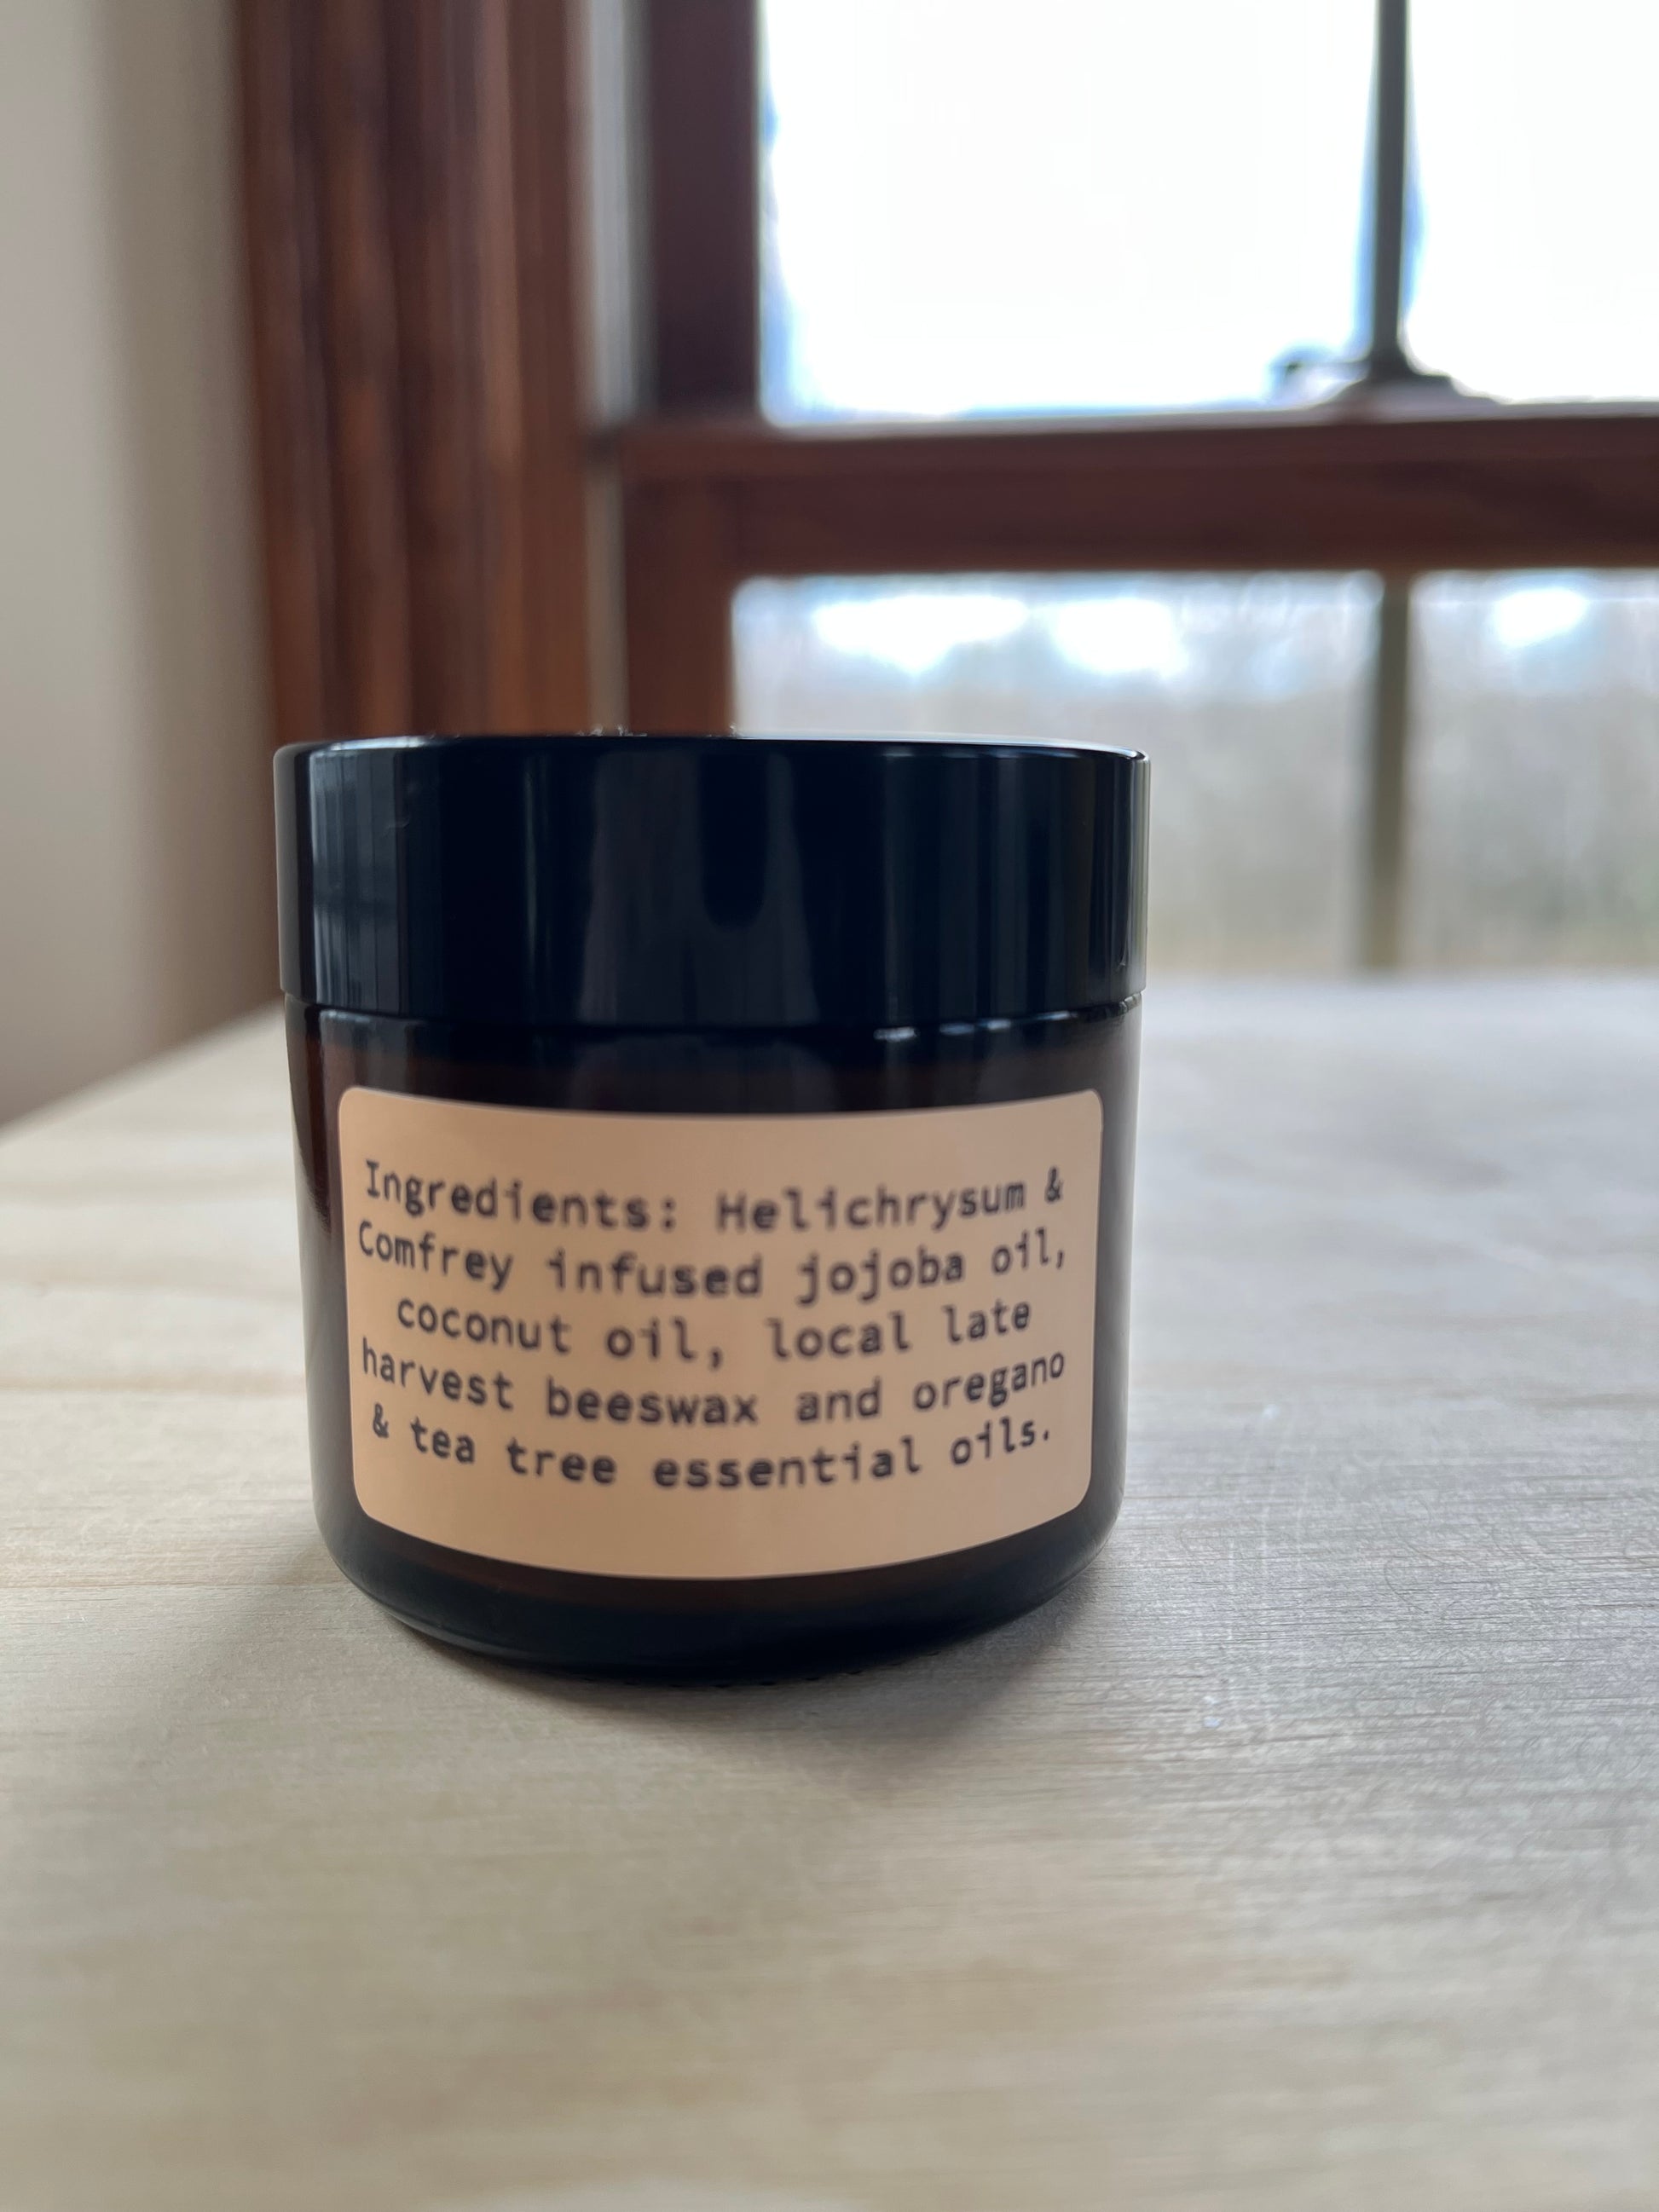 Ingredients: Helichrysum &
Comfrey infused jojoba oil,
coconut oil, local late
harvest beeswax and oregano
& tea tree essential oils.